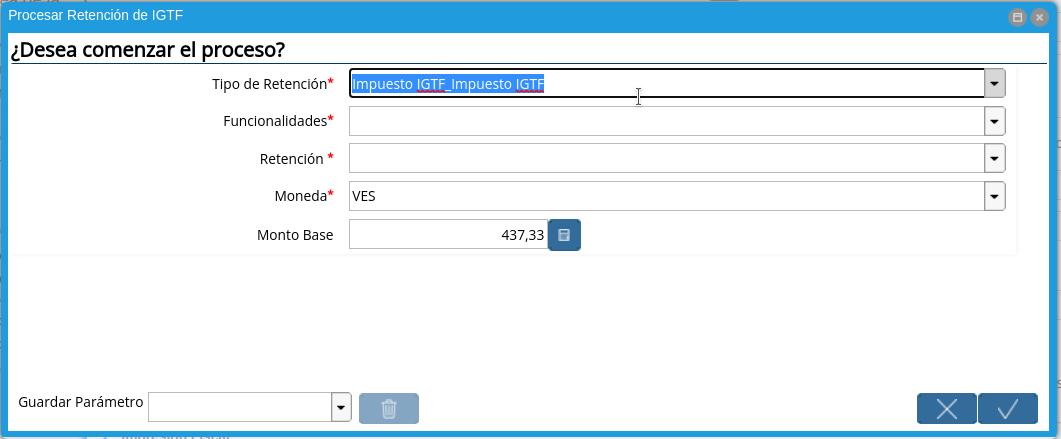 Procesar Retención de IGTF
¿Desea comenzar el proceso?
Tipo de Retención* Impuesto IGTF_Impuesto IGTF
Funcionalidades*
Retención *
Moneda* VES
Monto Base 437,33
Guardar Parámetro